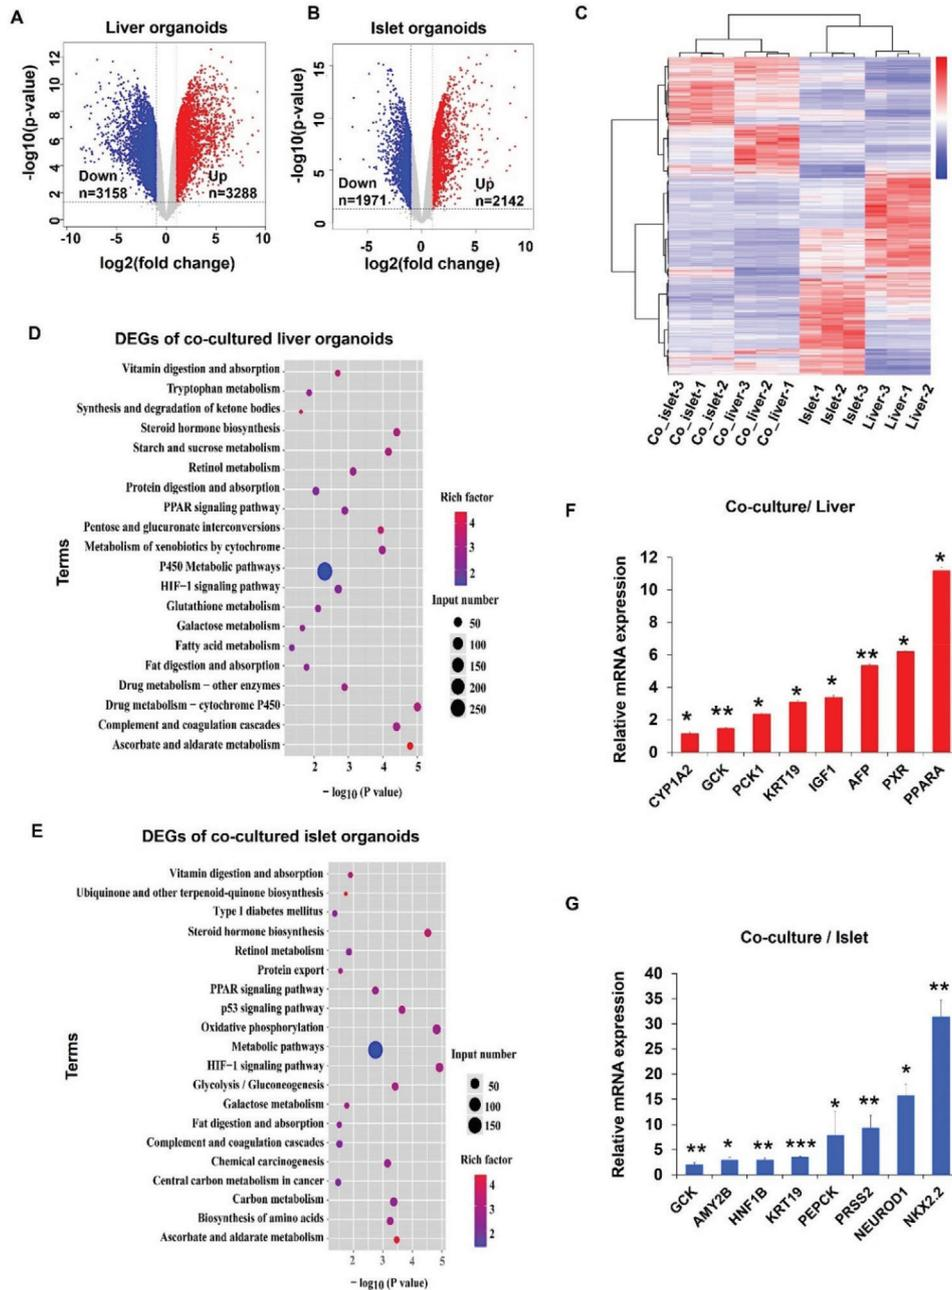 A
Liver organoids
-log10(p-value)
12
10
8
6
4
2
0
Down
n=3158
Up
n=3288
-10
-5
0
5
10
log2(fold change)
B
Islet organoids
15
10
5
0
Down
n=1971
Up
n=2142
-5
0
5
10
log2(fold change)
C
Co_islet-3
Co_islet-1
Co_islet-2
Co_liver-3
Co_liver-2
Co_liver-1
Islet-1
Islet-2
Islet-3
Liver-3
Liver-1
Liver-2
D
DEGs of co-cultured liver organoids
Terms
Vitamin digestion and absorption
Tryptophan metabolism
Synthesis and degradation of ketone bodies
Steroid hormone biosynthesis
Starch and sucrose metabolism
Retinol metabolism
Protein digestion and absorption
PPAR signaling pathway
Pentose and glucuronate interconversions
Metabolism of xenobiotics by cytochrome
P450 Metabolic pathways
HIF−1 signaling pathway
Glutathione metabolism
Galactose metabolism
Fatty acid metabolism
Fat digestion and absorption
Drug metabolism − other enzymes
Drug metabolism − cytochrome P450
Complement and coagulation cascades
Ascorbate and aldarate metabolism
2
3
4
5
− log10 (P value)
Rich factor
4
3
2
Input number
50
100
150
200
250
E
DEGs of co-cultured islet organoids
Terms
Vitamin digestion and absorption
Ubiquinone and other terpenoid-quinone biosynthesis
Type I diabetes mellitus
Steroid hormone biosynthesis
Retinol metabolism
Protein export
PPAR signaling pathway
p53 signaling pathway
Oxidative phosphorylation
Metabolic pathways
HIF−1 signaling pathway
Glycolysis / Gluconeogenesis
Galactose metabolism
Fat digestion and absorption
Complement and coagulation cascades
Chemical carcinogenesis
Central carbon metabolism in cancer
Carbon metabolism
Biosynthesis of amino acids
Ascorbate and aldarate metabolism
2
3
4
5
− log10 (P value)
Input number
50
100
150
Rich factor
4
3
2
F
Co-culture/ Liver
Relative mRNA expression
12
10
8
6
4
2
0
*
**
*
*
*
**
*
*
CYP1A2
GCK
PCK1
KRT19
IGF1
AFP
PXR
PPARA
G
Co-culture / Islet
Relative mRNA expression
40
35
30
25
20
15
10
5
0
**
*
**
***
*
**
*
**
GCK
AMY2B
HNF1B
KRT19
PEPCK
PRSS2
NEUROD1
NKX2.2